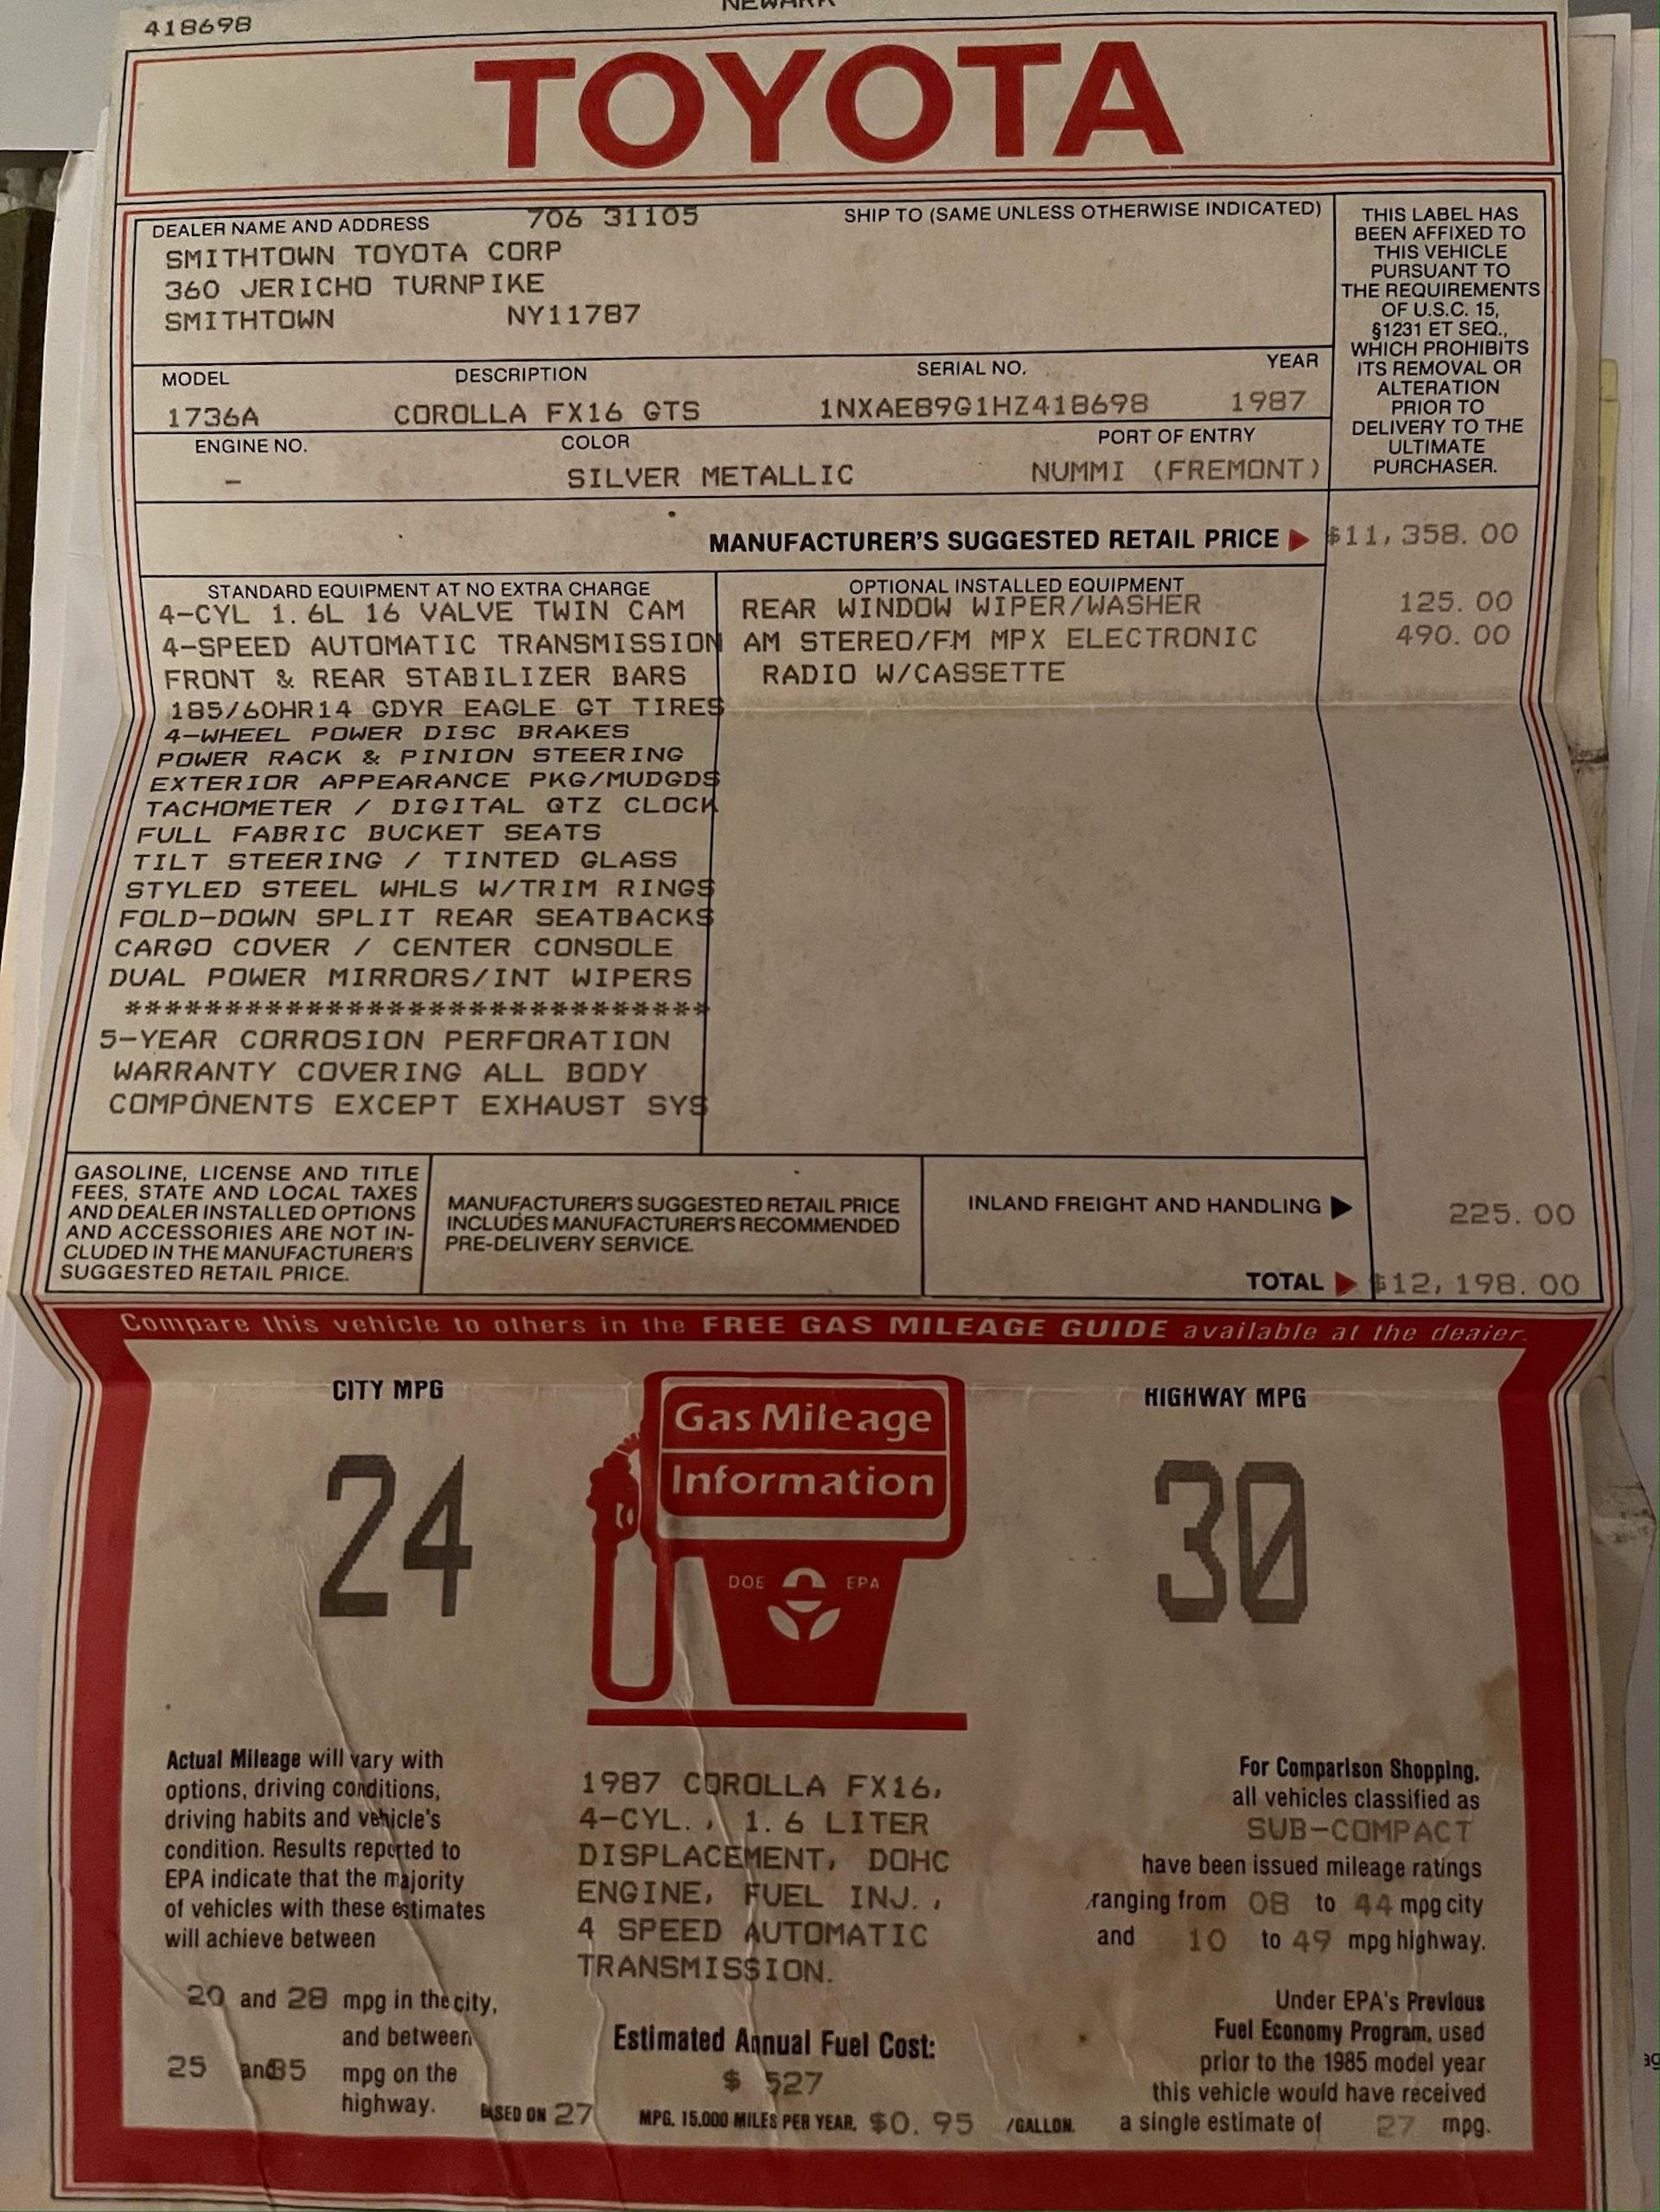 NEWARK
418698
TOYOTA
DEALER NAME AND ADDRESS 706 31105
SMITHTOWN TOYOTA CORP
360 JERICHO TURNPIKE
SMITHTOWN NY11787
SHIP TO (SAME UNLESS OTHERWISE INDICATED)
THIS LABEL HAS
BEEN AFFIXED TO
THIS VEHICLE
PURSUANT TO
THE REQUIREMENTS
OF U.S.C. 15,
§1231 ET SEQ.,
WHICH PROHIBITS
ITS REMOVAL OR
ALTERATION
PRIOR TO
DELIVERY TO THE
ULTIMATE
PURCHASER.
MODEL DESCRIPTION SERIAL NO. YEAR
1736A COROLLA FX16 GTS 1NXAE89G1HZ418698 1987
ENGINE NO. COLOR PORT OF ENTRY
- SILVER METALLIC NUMMI (FREMONT)
MANUFACTURER'S SUGGESTED RETAIL PRICE ▶ $11,358.00
STANDARD EQUIPMENT AT NO EXTRA CHARGE
4-CYL 1.6L 16 VALVE TWIN CAM
4-SPEED AUTOMATIC TRANSMISSION
FRONT & REAR STABILIZER BARS
185/60HR14 GDYR EAGLE GT TIRES
4-WHEEL POWER DISC BRAKES
POWER RACK & PINION STEERING
EXTERIOR APPEARANCE PKG/MUDGDS
TACHOMETER / DIGITAL QTZ CLOCK
FULL FABRIC BUCKET SEATS
TILT STEERING / TINTED GLASS
STYLED STEEL WHLS W/TRIM RINGS
FOLD-DOWN SPLIT REAR SEATBACKS
CARGO COVER / CENTER CONSOLE
DUAL POWER MIRRORS/INT WIPERS
******************************
5-YEAR CORROSION PERFORATION
WARRANTY COVERING ALL BODY
COMPONENTS EXCEPT EXHAUST SYS
OPTIONAL INSTALLED EQUIPMENT
REAR WINDOW WIPER/WASHER 125.00
AM STEREO/FM MPX ELECTRONIC 490.00
RADIO W/CASSETTE
GASOLINE, LICENSE AND TITLE
FEES, STATE AND LOCAL TAXES
AND DEALER INSTALLED OPTIONS
AND ACCESSORIES ARE NOT IN-
CLUDED IN THE MANUFACTURER'S
SUGGESTED RETAIL PRICE.
MANUFACTURER'S SUGGESTED RETAIL PRICE
INCLUDES MANUFACTURER'S RECOMMENDED
PRE-DELIVERY SERVICE.
INLAND FREIGHT AND HANDLING ▶ 225.00
TOTAL ▶ $12,198.00
Compare this vehicle to others in the FREE GAS MILEAGE GUIDE available at the dealer.
CITY MPG
24
Gas Mileage
Information
DOE EPA
HIGHWAY MPG
30
Actual Mileage will vary with
options, driving conditions,
driving habits and vehicle's
condition. Results reported to
EPA indicate that the majority
of vehicles with these estimates
will achieve between
20 and 28 mpg in the city,
and between
25 and 35 mpg on the
highway.
1987 COROLLA FX16,
4-CYL., 1.6 LITER
DISPLACEMENT, DOHC
ENGINE, FUEL INJ.,
4 SPEED AUTOMATIC
TRANSMISSION.
Estimated Annual Fuel Cost:
$ 527
BASED ON 27 MPG. 15,000 MILES PER YEAR. $0.95 /GALLON.
For Comparison Shopping,
all vehicles classified as
SUB-COMPACT
have been issued mileage ratings
ranging from 08 to 44 mpg city
and 10 to 49 mpg highway.
Under EPA's Previous
Fuel Economy Program, used
prior to the 1985 model year
this vehicle would have received
a single estimate of 27 mpg.